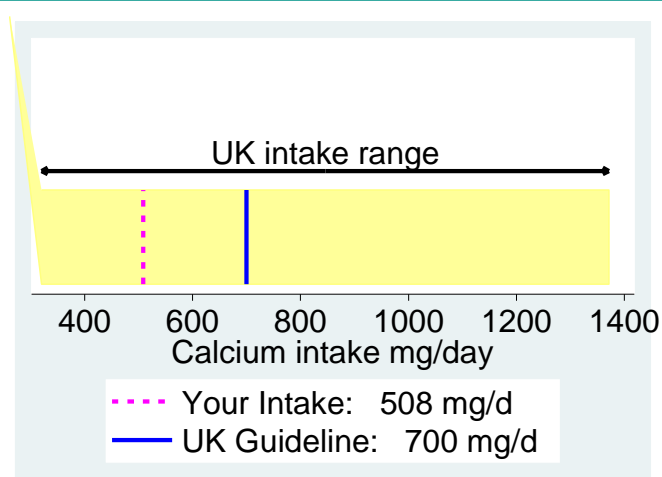 UK intake range
400 600 800 1000 1200 1400
Calcium intake mg/day
Your Intake: 508 mg/d
UK Guideline: 700 mg/d